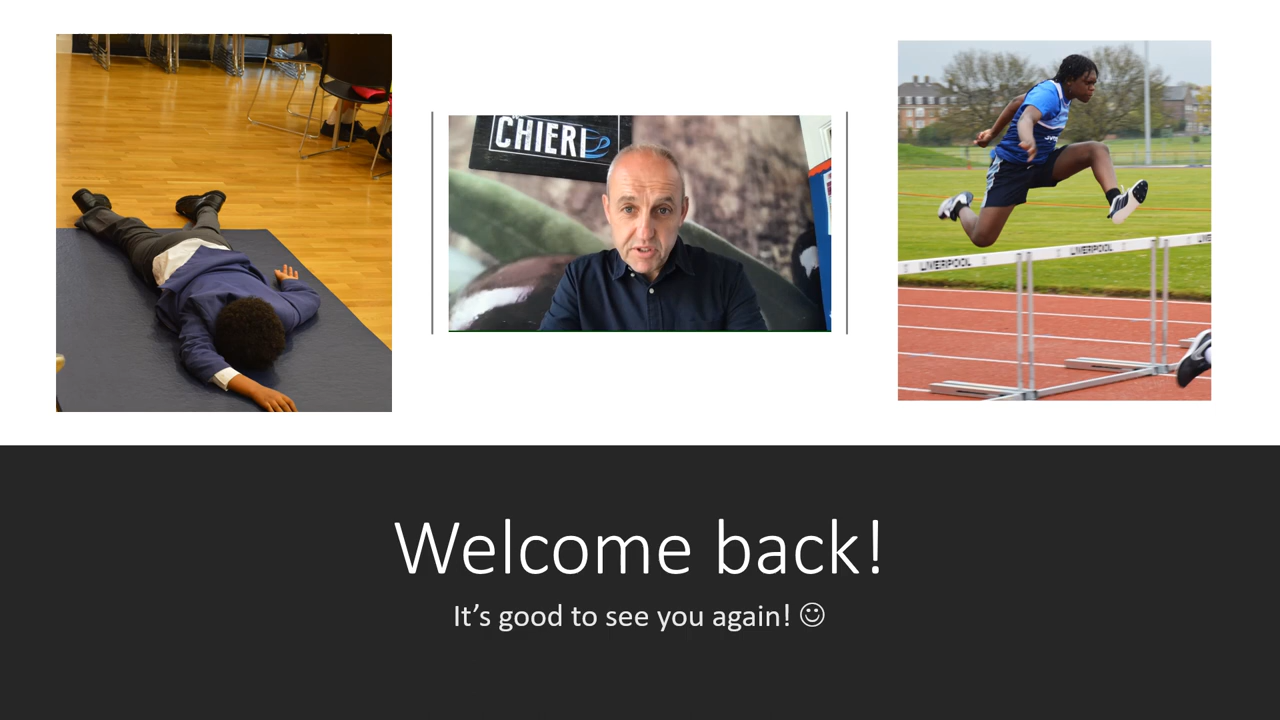 CHIERI
LIVERPOOL
LIVERPOOL
Welcome back!
It's good to see you again! ☺